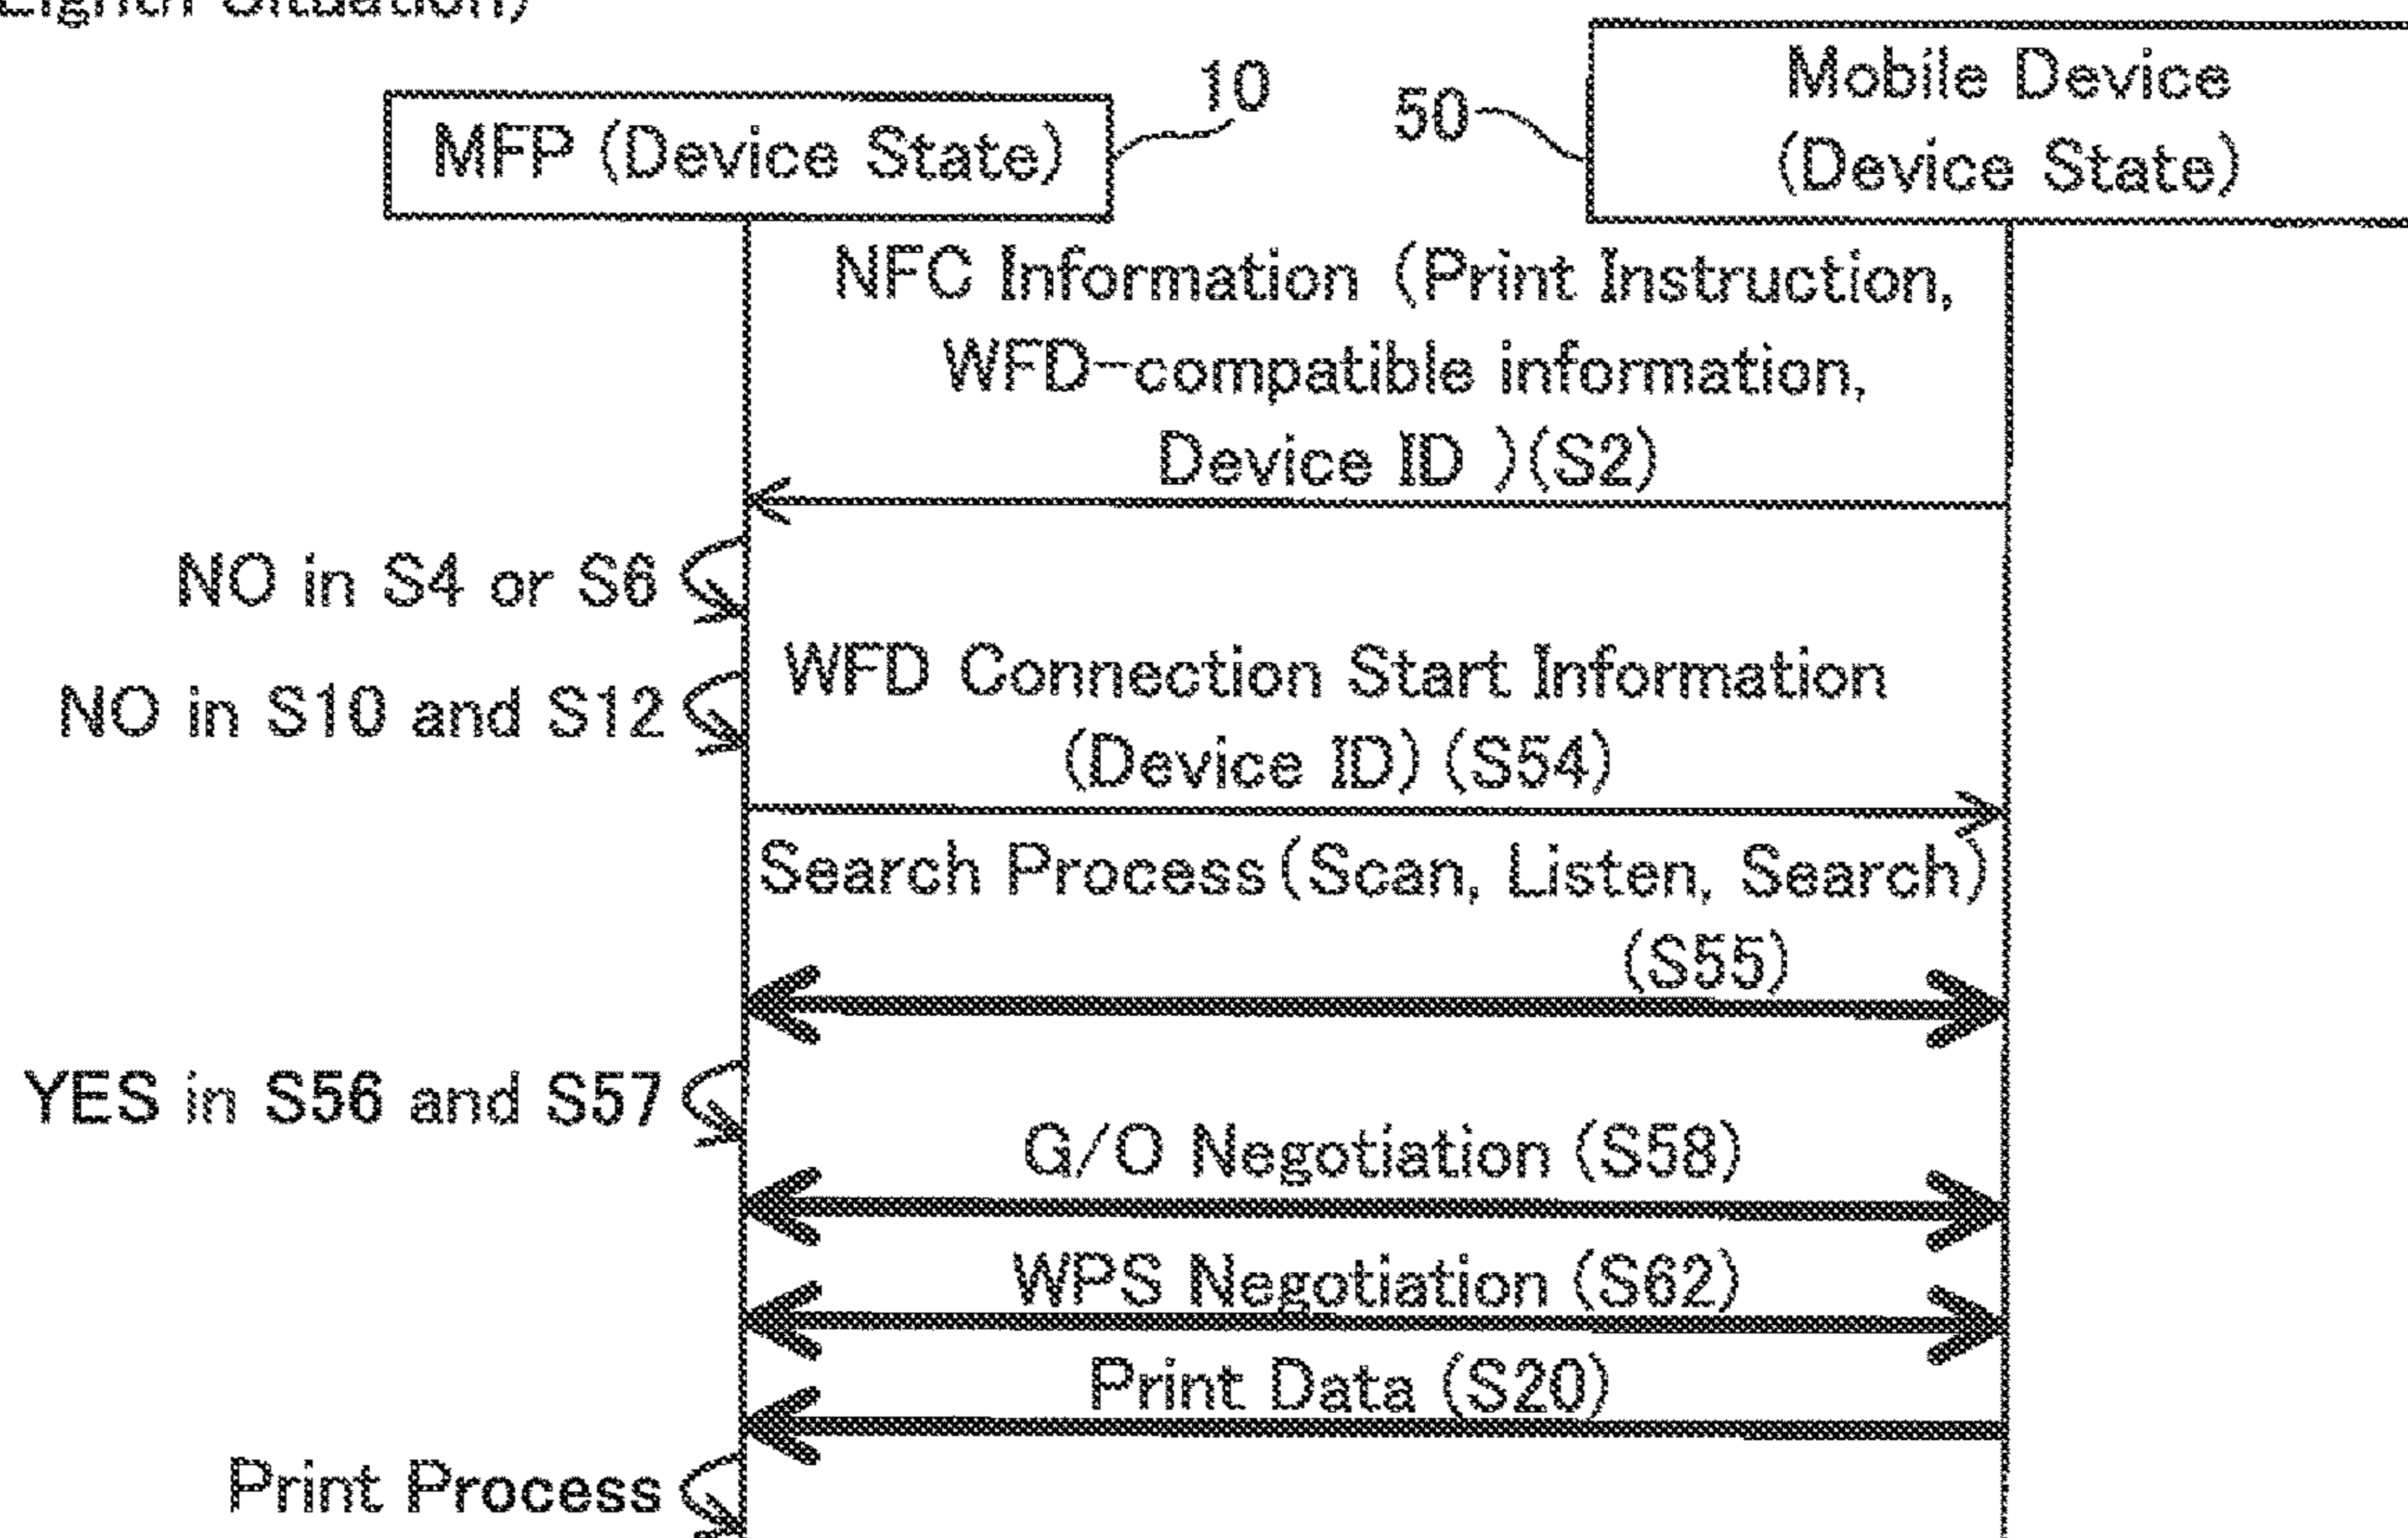 Eighth Situation)
10
50
MFP (Device State)
Mobile Device
(Device State)
NFC Information (Print Instruction,
WFD-compatible information,
Device ID )(S2)
NO in S4 or S6
NO in S10 and S12
WFD Connection Start Information
(Device ID) (S54)
Search Process(Scan, Listen, Search)
(S55)
YES in S56 and S57
G/O Negotiation (S58)
WPS Negotiation (S62)
Print Data (S20)
Print Process